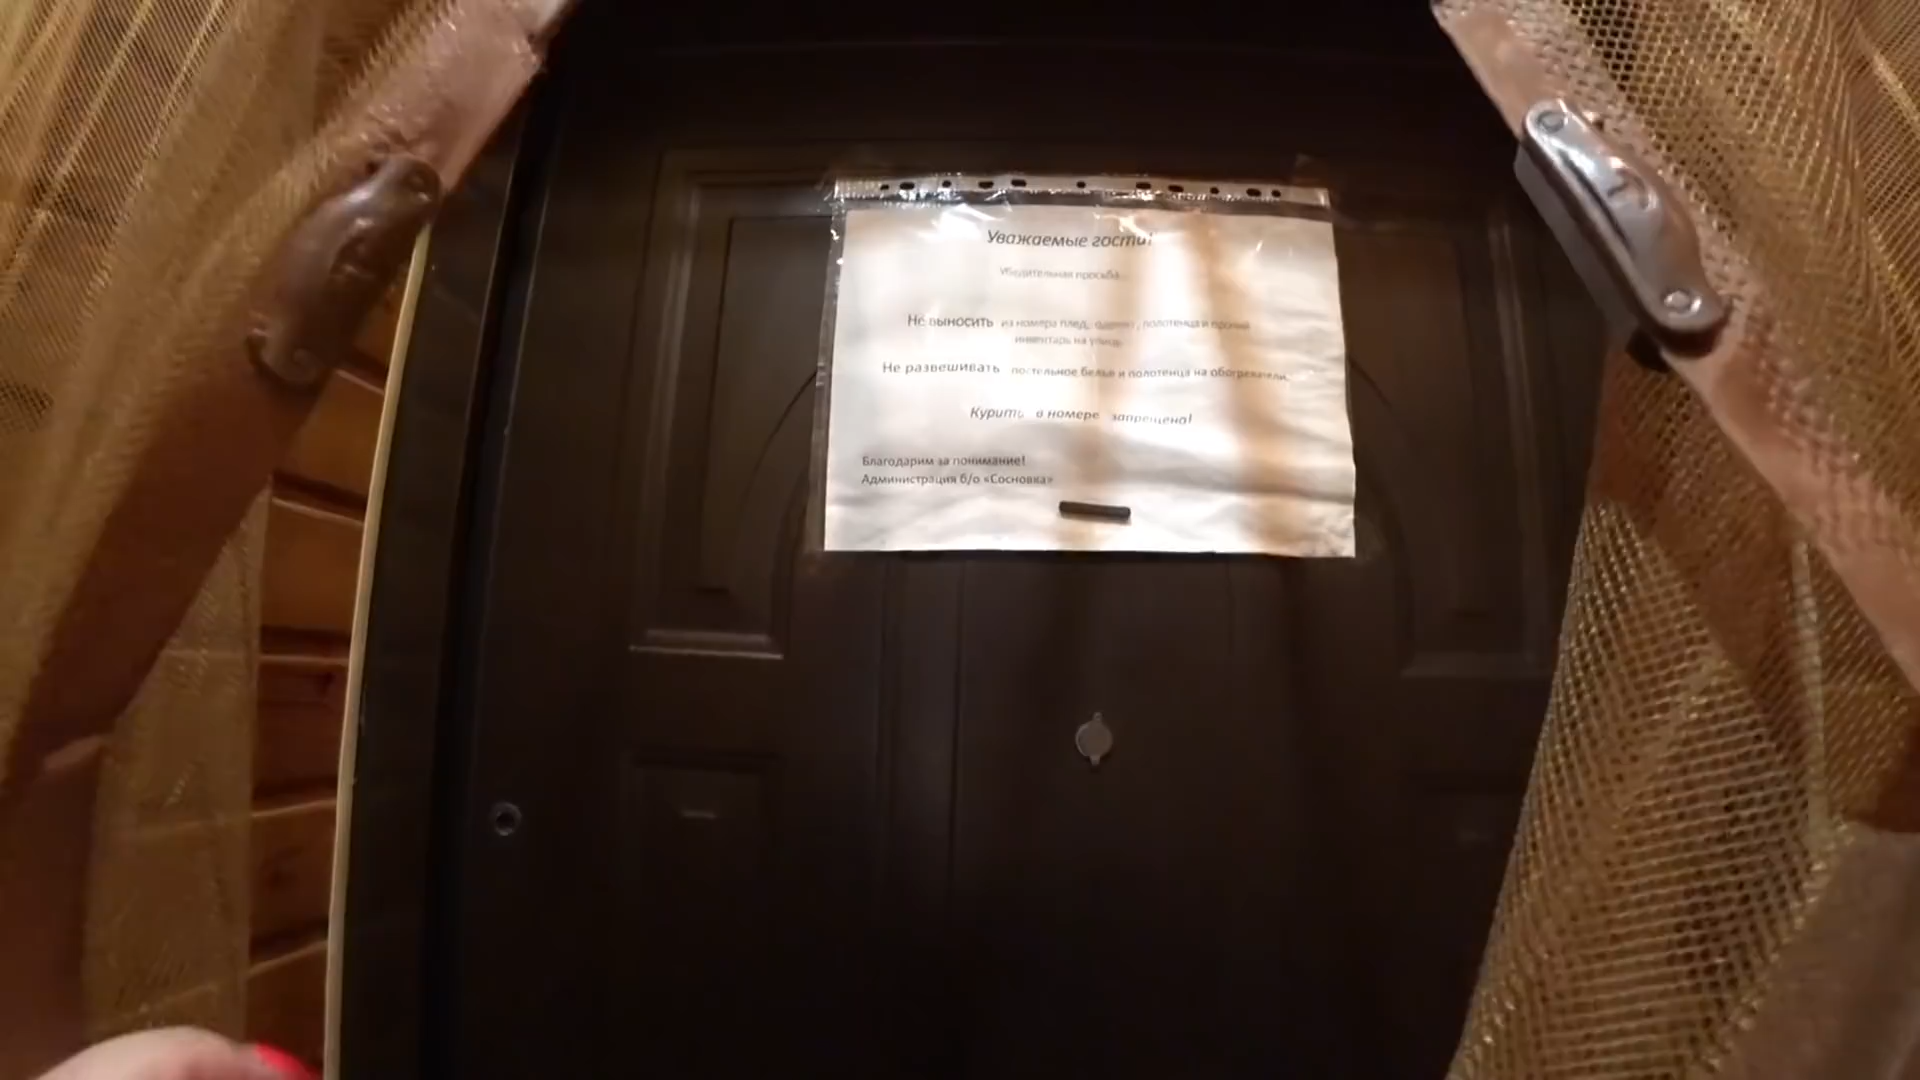 Уважаемые гости!
Убедительная просьба
Не выносить из номера плед, одеяло, полотенца и прочий
инвентарь на улицу.
Не развешивать постельное белье и полотенца на обогреватели.
Курить в номере запрещено!
Благодарим за понимание!
Администрация б/о «Сосновка»